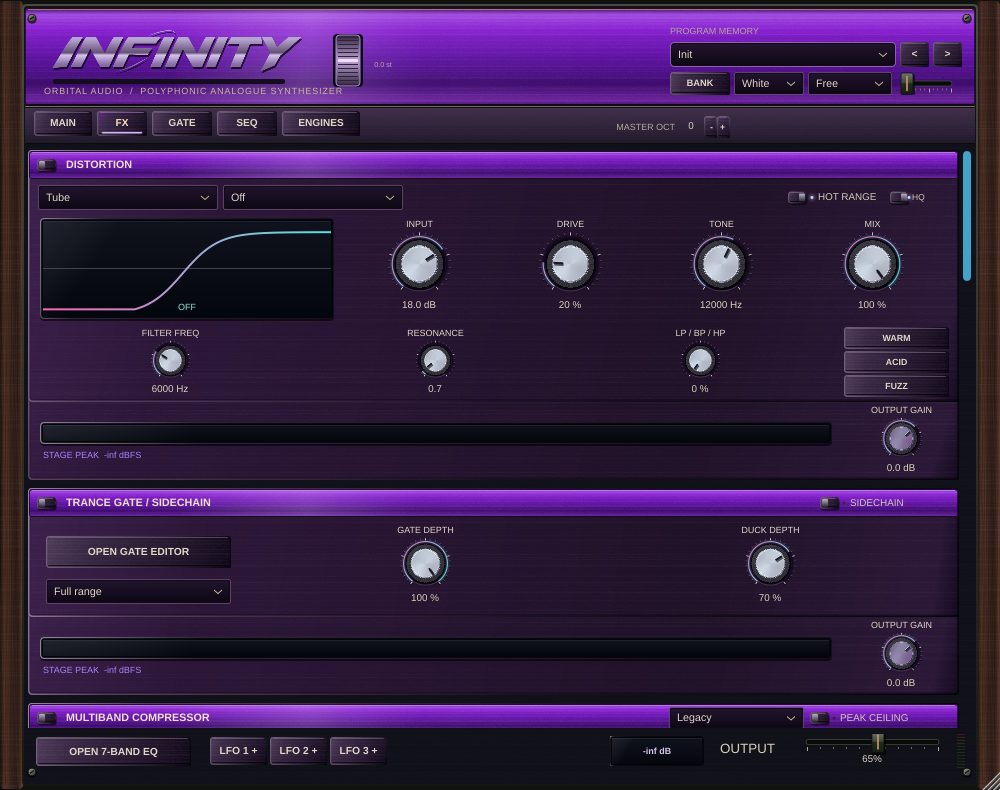 INFINITY
0.0 st
ORBITAL AUDIO / POLYPHONIC ANALOGUE SYNTHESIZER
PROGRAM MEMORY
Init
<
>
BANK
White
Free
MAIN
FX
GATE
SEQ
ENGINES
MASTER OCT 0 - +
DISTORTION
Tube
Off
HOT RANGE
HQ
OFF
INPUT
DRIVE
TONE
MIX
18.0 dB
20 %
12000 Hz
100 %
FILTER FREQ
RESONANCE
LP / BP / HP
6000 Hz
0.7
0 %
WARM
ACID
FUZZ
OUTPUT GAIN
STAGE PEAK -inf dBFS
0.0 dB
TRANCE GATE / SIDECHAIN
SIDECHAIN
OPEN GATE EDITOR
Full range
GATE DEPTH
DUCK DEPTH
100 %
70 %
OUTPUT GAIN
STAGE PEAK -inf dBFS
0.0 dB
MULTIBAND COMPRESSOR
Legacy
PEAK CEILING
OPEN 7-BAND EQ
LFO 1 +
LFO 2 +
LFO 3 +
-inf dB
OUTPUT
65%